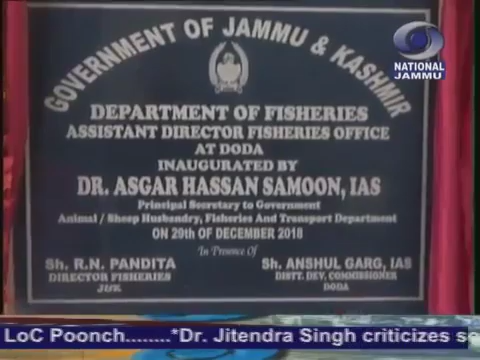 GOVERNMENT OF JAMMU & KASHMIR
NATIONAL
JAMMU
DEPARTMENT OF FISHERIES
ASSISTANT DIRECTOR FISHERIES OFFICE
AT DODA
INAUGURATED BY
DR. ASGAR HASSAN SAMOON, IAS
Principal Secretary to Government
Animal / Sheep Husbandry, Fisheries And Transport Department
ON 29th OF DECEMBER 2018
In Presence Of
Sh. R.N. PANDITA
DIRECTOR FISHERIES
J&K
Sh. ANSHUL GARG, IAS
DISTT. DEV. COMMISSIONER
DODA
LoC Poonch........*Dr. Jitendra Singh criticizes